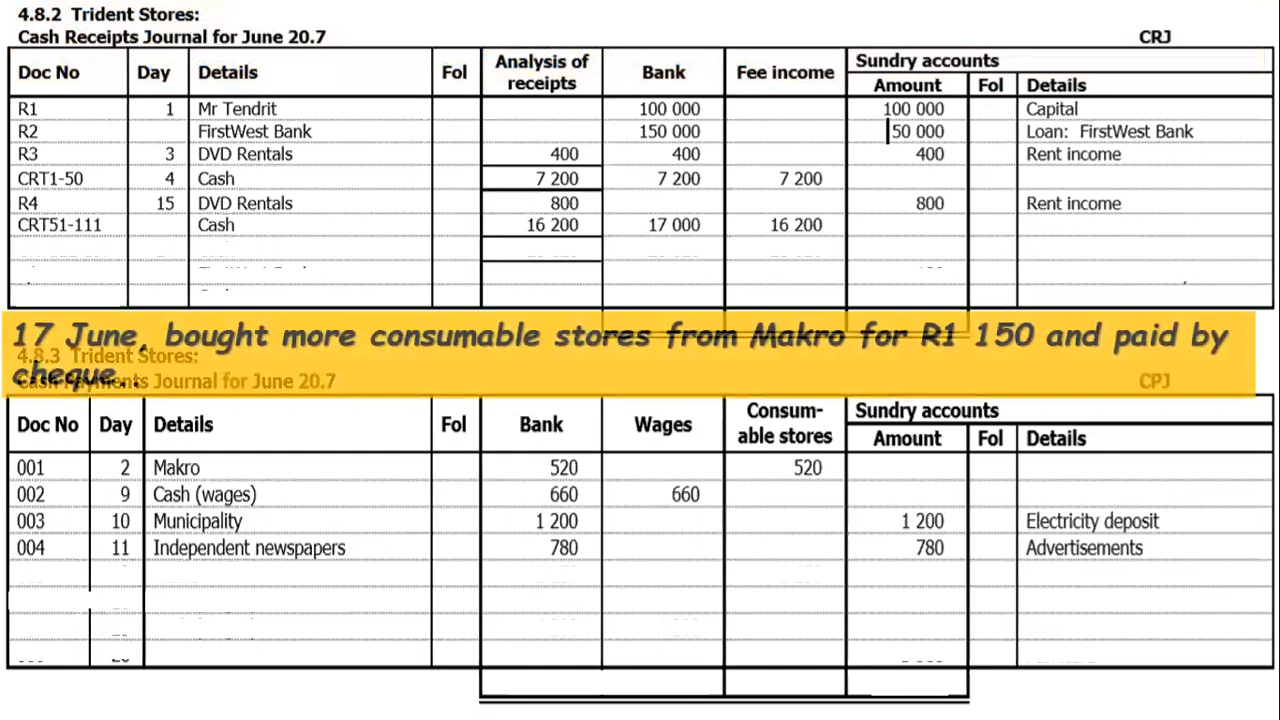 4.8.2 Trident Stores:
Cash Receipts Journal for June 20.7 CRJ
Doc No Day Details Fol Analysis of receipts Bank Fee income Sundry accounts
Amount Fol Details
R1 1 Mr Tendrit 100 000 100 000 Capital
R2 FirstWest Bank 150 000 50 000 Loan: FirstWest Bank
R3 3 DVD Rentals 400 400 400 Rent income
CRT1-50 4 Cash 7 200 7 200 7 200
R4 15 DVD Rentals 800 800 Rent income
CRT51-111 Cash 16 200 17 000 16 200
17 June, bought more consumable stores from Makro for R1 150 and paid by
cheque..
4.8.3 Trident Stores:
Cash Payments Journal for June 20.7 CPJ
Doc No Day Details Fol Bank Wages Consum-able stores Sundry accounts
Amount Fol Details
001 2 Makro 520 520
002 9 Cash (wages) 660 660
003 10 Municipality 1 200 1 200 Electricity deposit
004 11 Independent newspapers 780 780 Advertisements